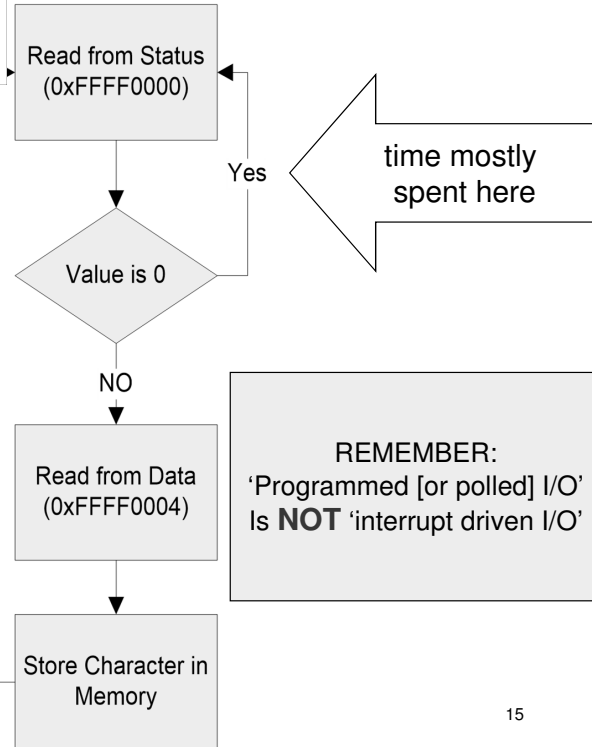 Read from Status
(0xFFFF0000)
Yes
time mostly
spent here
Value is 0
NO
Read from Data
(0xFFFF0004)
REMEMBER:
‘Programmed [or polled] I/O’
Is NOT ‘interrupt driven I/O’
Store Character in
Memory
15